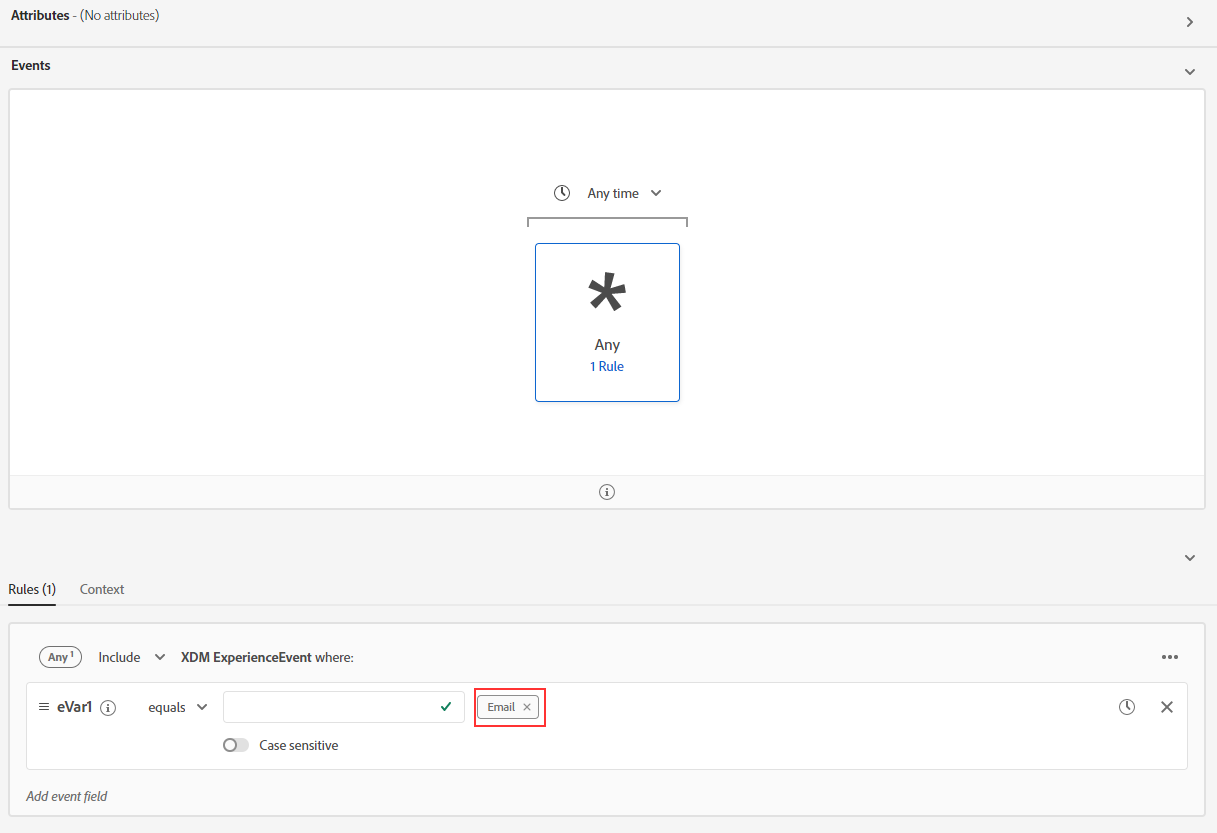 Attributes - (No attributes)
Events
Any time
Any
1 Rule
Rules (1) Context
Any 1 Include XDM ExperienceEvent where:
eVar1 equals Email
Case sensitive
Add event field